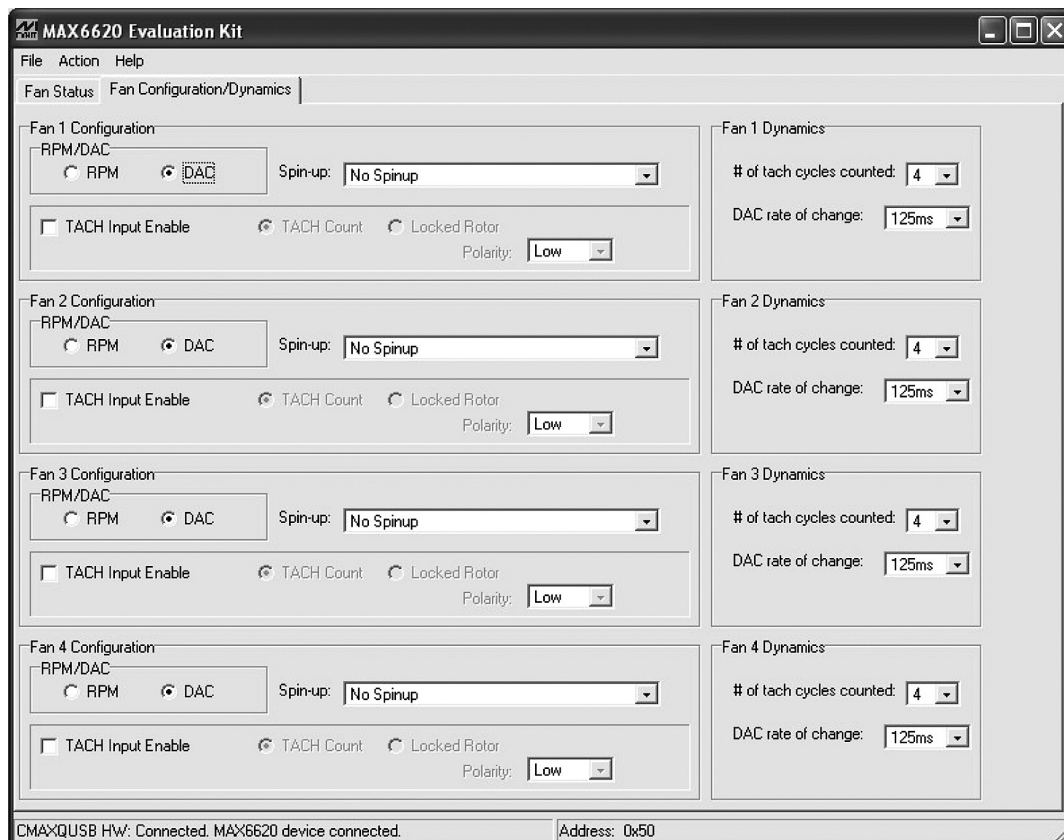 MAX6620 Evaluation Kit
File Action Help
Fan Status Fan Configuration/Dynamics
Fan 1 Configuration
RPM/DAC
RPM DAC Spin-up: No Spinup
TACH Input Enable TACH Count Locked Rotor
Polarity: Low
Fan 1 Dynamics
# of tach cycles counted: 4
DAC rate of change: 125ms
Fan 2 Configuration
RPM/DAC
RPM DAC Spin-up: No Spinup
TACH Input Enable TACH Count Locked Rotor
Polarity: Low
Fan 2 Dynamics
# of tach cycles counted: 4
DAC rate of change: 125ms
Fan 3 Configuration
RPM/DAC
RPM DAC Spin-up: No Spinup
TACH Input Enable TACH Count Locked Rotor
Polarity: Low
Fan 3 Dynamics
# of tach cycles counted: 4
DAC rate of change: 125ms
Fan 4 Configuration
RPM/DAC
RPM DAC Spin-up: No Spinup
TACH Input Enable TACH Count Locked Rotor
Polarity: Low
Fan 4 Dynamics
# of tach cycles counted: 4
DAC rate of change: 125ms
CMAXQUSB HW: Connected. MAX6620 device connected. Address: 0x50